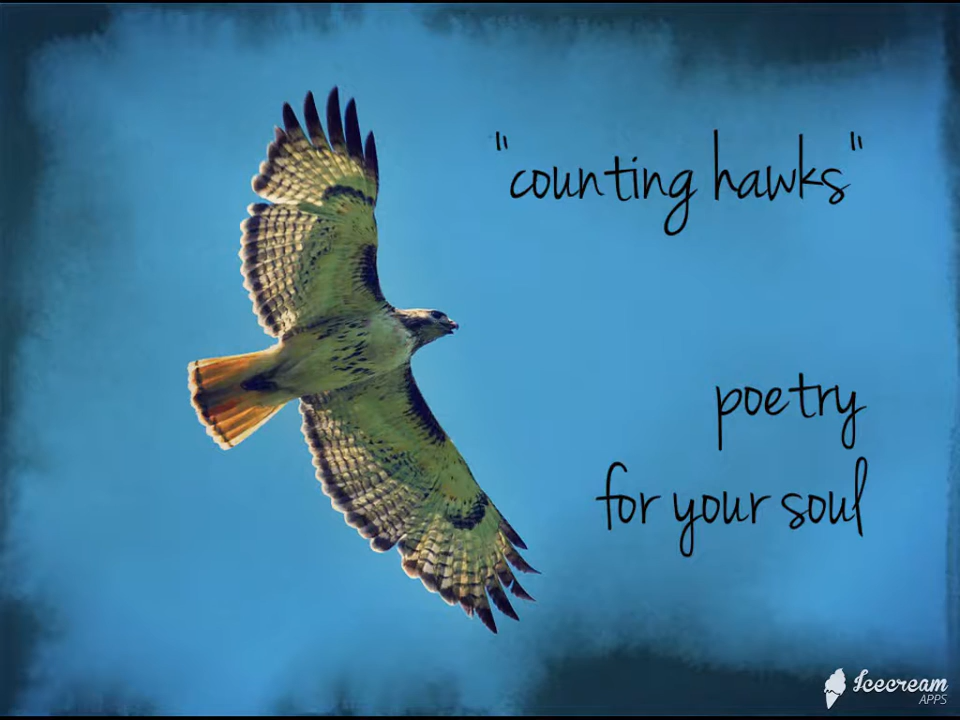 "counting hawks"
poetry
for your soul
Icecream
APPS